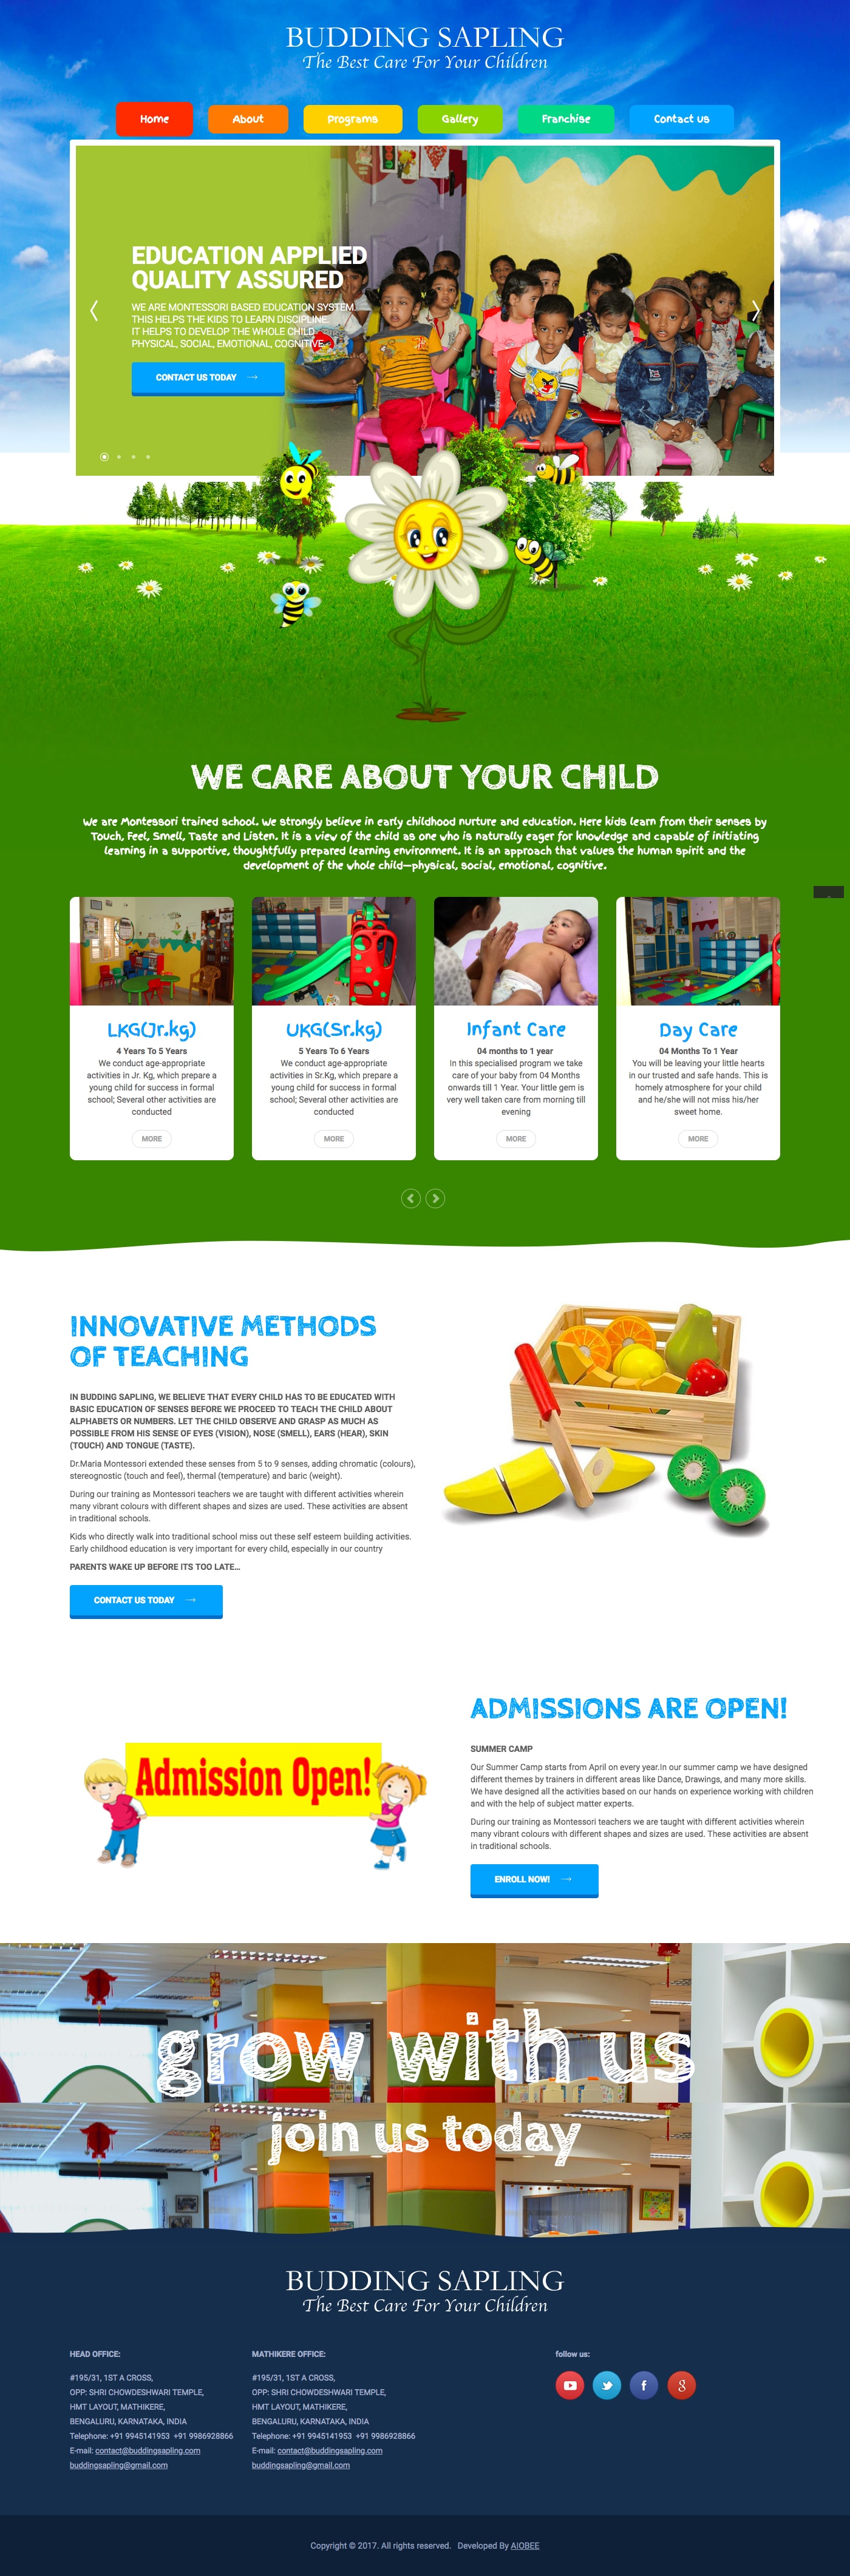 BUDDING SAPLING
The Best Care For Your Children
Home
About
Programs
Gallery
Franchise
Contact us
EDUCATION APPLIED
QUALITY ASSURED
WE ARE MONTESSORI BASED EDUCATION SYSTEM.
THIS HELPS THE KIDS TO LEARN DISCIPLINE.
IT HELPS TO DEVELOP THE WHOLE CHILD.
PHYSICAL, SOCIAL, EMOTIONAL, COGNITIVE.
CONTACT US TODAY
WE CARE ABOUT YOUR CHILD
We are Montessori trained school. We strongly believe in early childhood nurture and education. Here kids learn from their senses by
Touch, Feel, Smell, Taste and Listen. It is a view of the child as one who is naturally eager for knowledge and capable of initiating
learning in a supportive, thoughtfully prepared learning environment. It is an approach that values the human spirit and the
development of the whole child—physical, social, emotional, cognitive.
LKG(Jr.kg)
4 Years To 5 Years
We conduct age-appropriate
activities in Jr. Kg, which prepare a
young child for success in formal
school; Several other activities are
conducted
MORE
UKG(Sr.kg)
5 Years To 6 Years
We conduct age-appropriate
activities in Sr.Kg, which prepare a
young child for success in formal
school; Several other activities are
conducted
MORE
Infant Care
04 months to 1 year
In this specialised program we take
care of your baby from 04 Months
onwards till 1 Year. Your little gem is
very well taken care from morning till
evening
MORE
Day Care
04 Months To 1 Year
You will be leaving your little hearts
in our trusted and safe hands. This is
homely atmosphere for your child
and he/she will not miss his/her
sweet home.
MORE
INNOVATIVE METHODS
OF TEACHING
IN BUDDING SAPLING, WE BELIEVE THAT EVERY CHILD HAS TO BE EDUCATED WITH
BASIC EDUCATION OF SENSES BEFORE WE PROCEED TO TEACH THE CHILD ABOUT
ALPHABETS OR NUMBERS. LET THE CHILD OBSERVE AND GRASP AS MUCH AS
POSSIBLE FROM HIS SENSE OF EYES (VISION), NOSE (SMELL), EARS (HEAR), SKIN
(TOUCH) AND TONGUE (TASTE).
Dr.Maria Montessori extended these senses from 5 to 9 senses, adding chromatic (colours),
stereognostic (touch and feel), thermal (temperature) and baric (weight).
During our training as Montessori teachers we are taught with different activities wherein
many vibrant colours with different shapes and sizes are used. These activities are absent
in traditional schools.
Kids who directly walk into traditional school miss out these self esteem building activities.
Early childhood education is very important for every child, especially in our country
PARENTS WAKE UP BEFORE ITS TOO LATE...
CONTACT US TODAY
Admission Open!
ADMISSIONS ARE OPEN!
SUMMER CAMP
Our Summer Camp starts from April on every year.In our summer camp we have designed
different themes by trainers in different areas like Dance, Drawings, and many more skills.
We have designed all the activities based on our hands on experience working with children
and with the help of subject matter experts.
During our training as Montessori teachers we are taught with different activities wherein
many vibrant colours with different shapes and sizes are used. These activities are absent
in traditional schools.
ENROLL NOW!
grow with us
join us today
BUDDING SAPLING
The Best Care For Your Children
HEAD OFFICE:
#195/31, 1ST A CROSS,
OPP: SHRI CHOWDESHWARI TEMPLE,
HMT LAYOUT, MATHIKERE,
BENGALURU, KARNATAKA, INDIA
Telephone: +91 9945141953 +91 9986928866
E-mail: contact@buddingsapling.com
buddingsapling@gmail.com
MATHIKERE OFFICE:
#195/31, 1ST A CROSS,
OPP: SHRI CHOWDESHWARI TEMPLE,
HMT LAYOUT, MATHIKERE,
BENGALURU, KARNATAKA, INDIA
Telephone: +91 9945141953 +91 9986928866
E-mail: contact@buddingsapling.com
buddingsapling@gmail.com
follow us:
Copyright © 2017. All rights reserved. Developed By AIOBEE